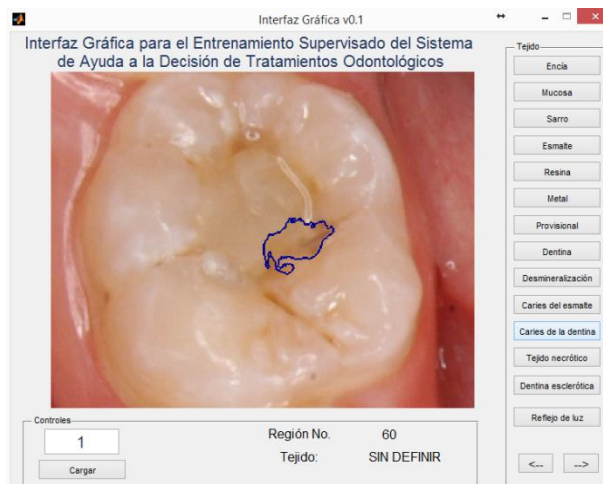 Interfaz Gráfica v0.1
Interfaz Gráfica para el Entrenamiento Supervisado del Sistema
de Ayuda a la Decisión de Tratamientos Odontológicos
Tejido
Encía
Mucosa
Sarro
Esmalte
Resina
Metal
Provisional
Dentina
Desmineralización
Caries del esmalte
Caries de la dentina
Tejido necrótico
Dentina esclerótica
Reflejo de luz
<-- -->
Controles
1
Cargar
Región No. 60
Tejido: SIN DEFINIR